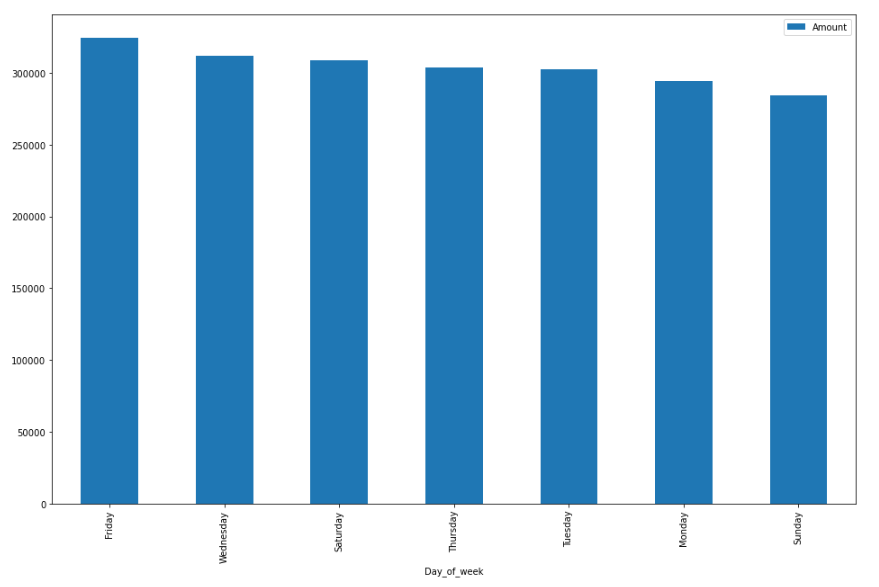 Amount
300000
250000
200000
150000
100000
50000
0
Friday
Wednesday
Saturday
Thursday
Tuesday
Monday
Sunday
Day_of_week